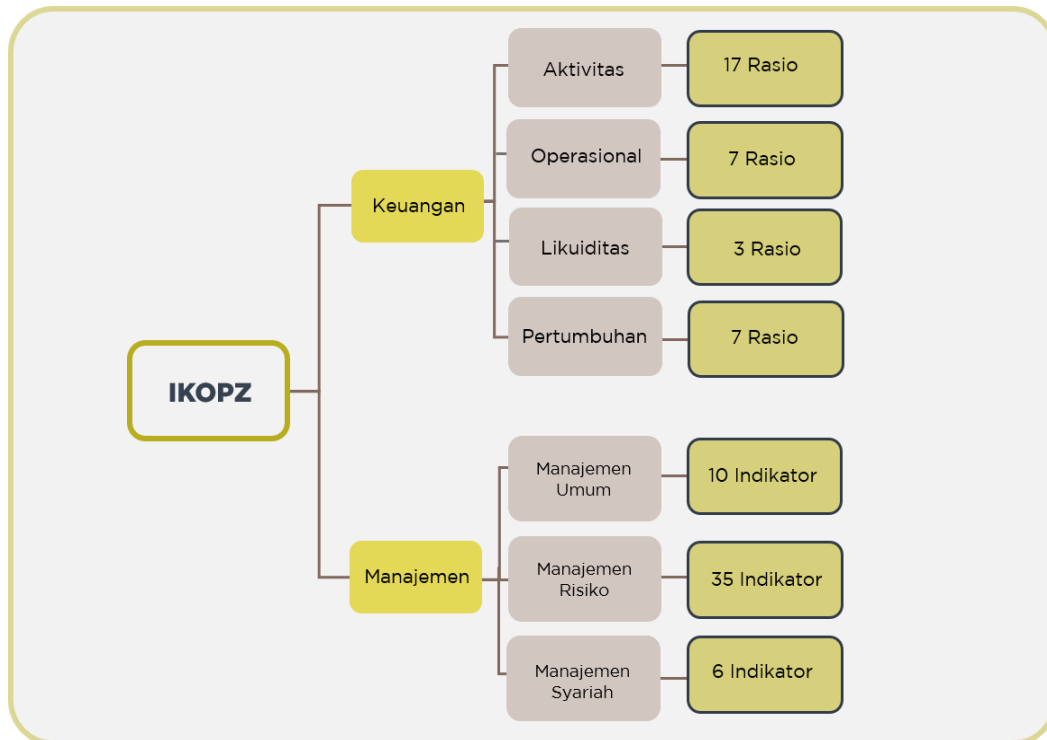 IKOPZ
Keuangan
Aktivitas
17 Rasio
Operasional
7 Rasio
Likuiditas
3 Rasio
Pertumbuhan
7 Rasio
Manajemen
Manajemen
Umum
10 Indikator
Manajemen
Risiko
35 Indikator
Manajemen
Syariah
6 Indikator